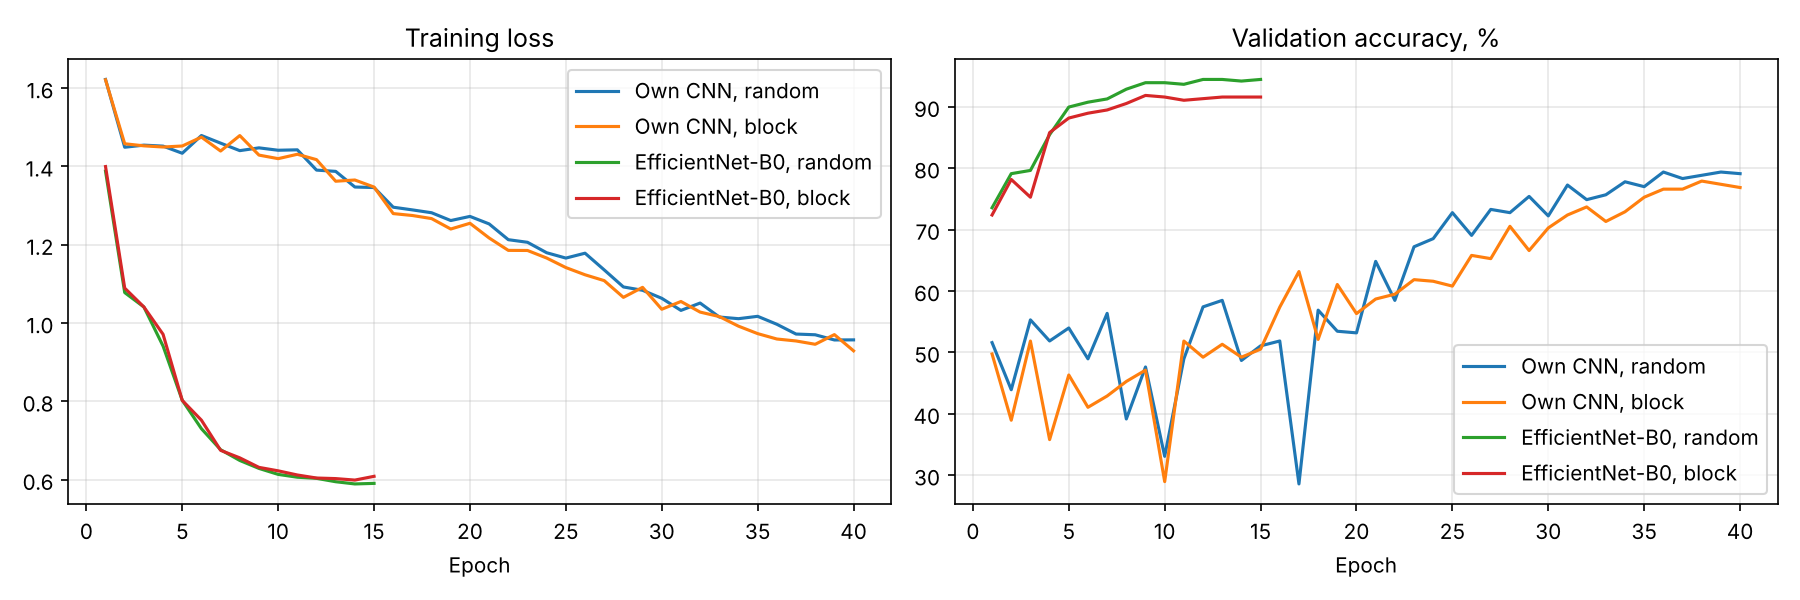 Training loss
1.6
1.4
1.2
1.0
0.8
0.6
0 5 10 15 20 25 30 35 40
Epoch
Own CNN, random
Own CNN, block
EfficientNet-B0, random
EfficientNet-B0, block
Validation accuracy, %
90
80
70
60
50
40
30
0 5 10 15 20 25 30 35 40
Epoch
Own CNN, random
Own CNN, block
EfficientNet-B0, random
EfficientNet-B0, block